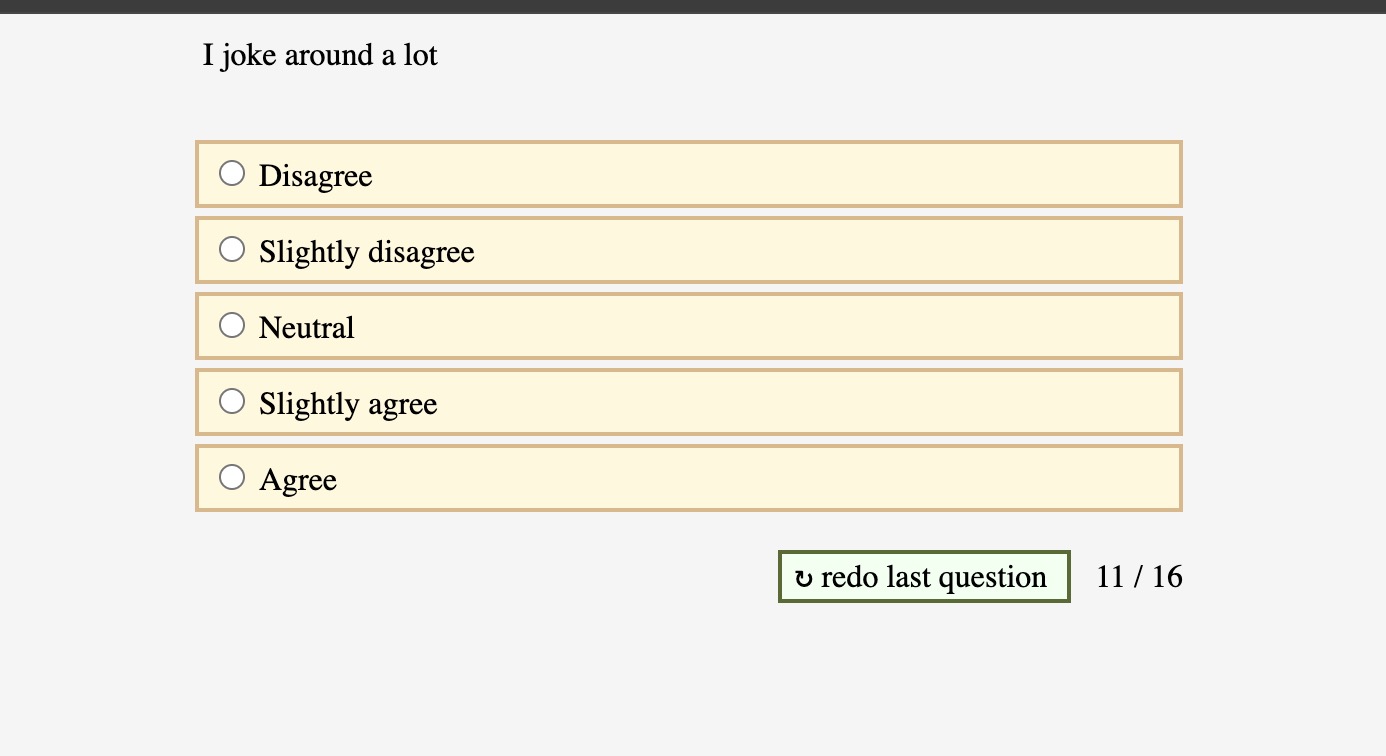 I joke around a lot
Disagree
Slightly disagree
Neutral
Slightly agree
Agree
↻ redo last question 11 / 16